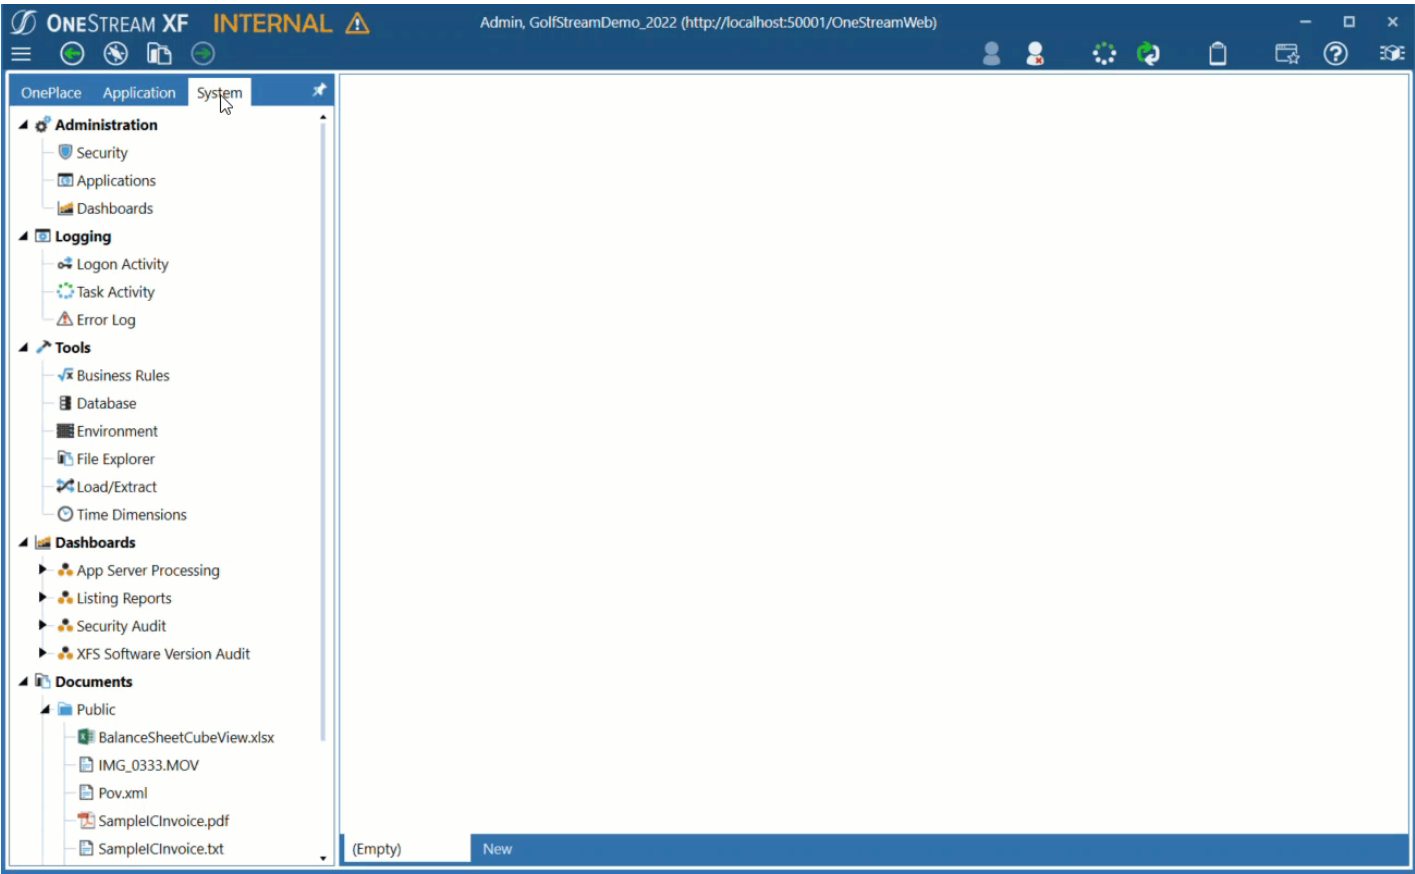 ONESTREAM XF INTERNAL Admin, GolfStreamDemo_2022 (http://localhost:50001/OneStreamWeb)
OnePlace Application System
Administration
Security
Applications
Dashboards
Logging
Logon Activity
Task Activity
Error Log
Tools
Business Rules
Database
Environment
File Explorer
Load/Extract
Time Dimensions
Dashboards
App Server Processing
Listing Reports
Security Audit
XFS Software Version Audit
Documents
Public
BalanceSheetCubeView.xlsx
IMG_0333.MOV
Pov.xml
SampleICInvoice.pdf
SampleICInvoice.txt
(Empty) New